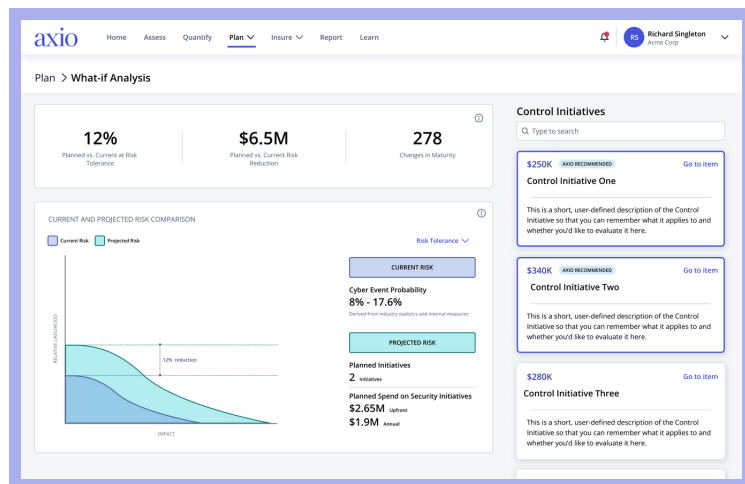 axio
Home Assess Quantify Plan Insure Report Learn
RS Richard Singleton
Acme Corp
Plan > What-if Analysis
12%
Planned vs. Current at Risk
Tolerance
$6.5M
Planned vs. Current Risk
Reduction
278
Changes in Maturity
CURRENT AND PROJECTED RISK COMPARISON
Current Risk Projected Risk
Risk Tolerance
RELATIVE LIKELIHOOD
12% reduction
IMPACT
CURRENT RISK
Cyber Event Probability
8% - 17.6%
Derived from industry statistics and internal measures
PROJECTED RISK
Planned Initiatives
2 Initiatives
Planned Spend on Security Initiatives
$2.65M Upfront
$1.9M Annual
Control Initiatives
Type to search
$250K AXIO RECOMMENDED Go to item
Control Initiative One
This is a short, user-defined description of the Control
Initiative so that you can remember what it applies to and
whether you'd like to evaluate it here.
$340K AXIO RECOMMENDED Go to item
Control Initiative Two
This is a short, user-defined description of the Control
Initiative so that you can remember what it applies to and
whether you'd like to evaluate it here.
$280K Go to item
Control Initiative Three
This is a short, user-defined description of the Control
Initiative so that you can remember what it applies to and
whether you'd like to evaluate it here.